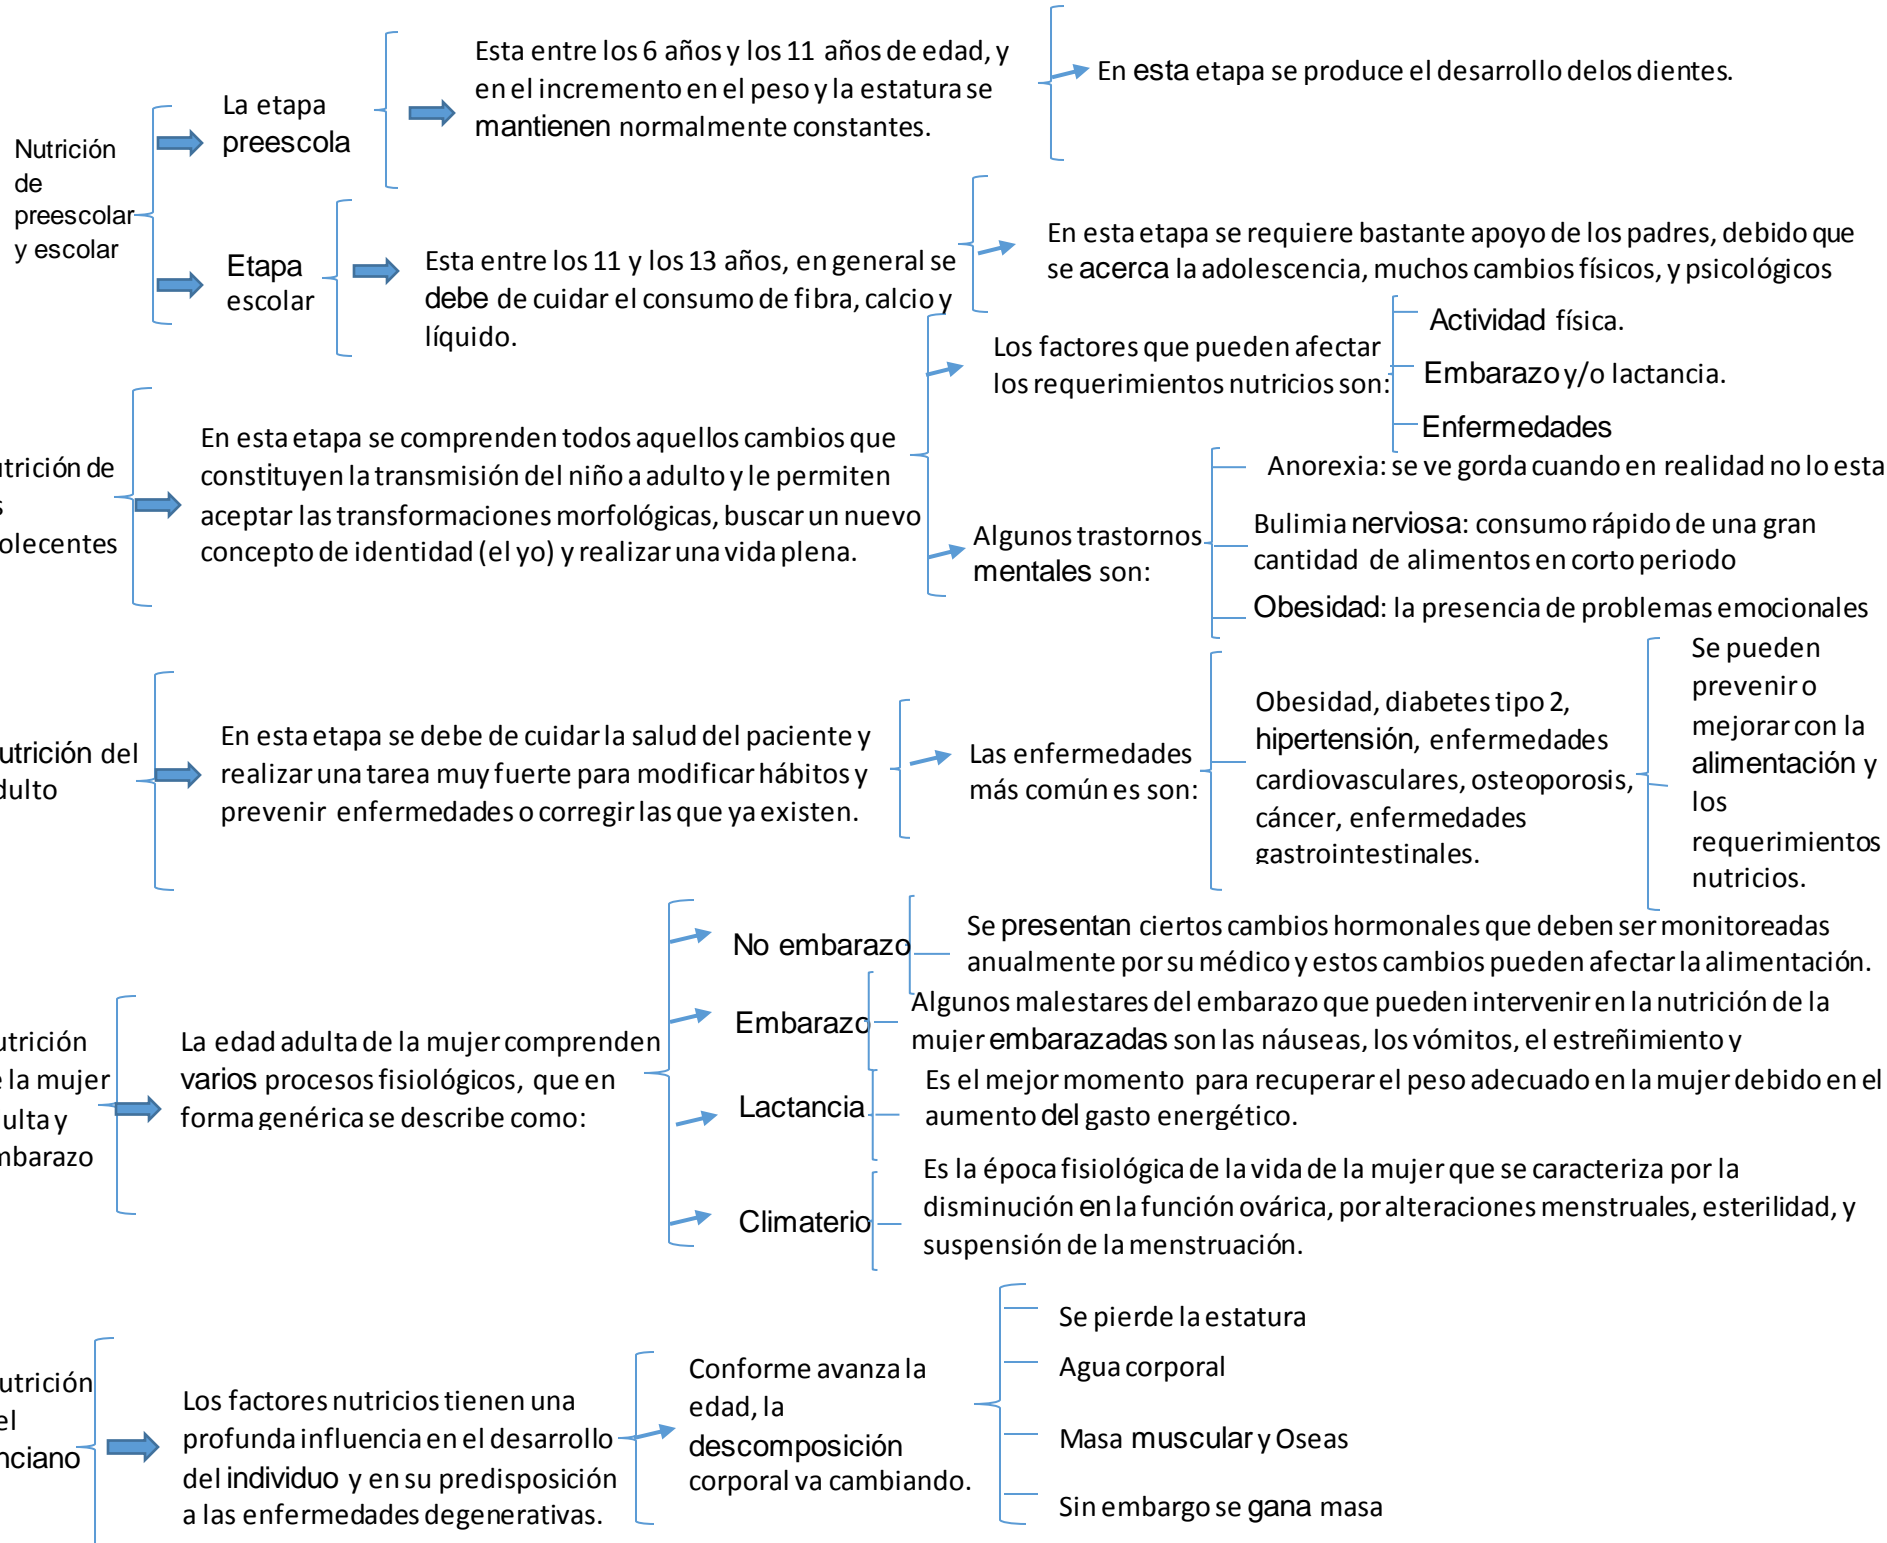 Nutrición
de
preescolar
y escolar
La etapa
preescola
Esta entre los 6 años y los 11 años de edad, y
en el incremento en el peso y la estatura se
mantienen normalmente constantes.
En esta etapa se produce el desarrollo delos dientes.
Etapa
escolar
Esta entre los 11 y los 13 años, en general se
debe de cuidar el consumo de fibra, calcio y
líquido.
En esta etapa se requiere bastante apoyo de los padres, debido que
se acerca la adolescencia, muchos cambios físicos, y psicológicos
utrición de
s
olecentes
En esta etapa se comprenden todos aquellos cambios que
constituyen la transmisión del niño a adulto y le permiten
aceptar las transformaciones morfológicas, buscar un nuevo
concepto de identidad (el yo) y realizar una vida plena.
Los factores que pueden afectar
los requerimientos nutricios son:
Actividad física.
Embarazo y/o lactancia.
Enfermedades
Algunos trastornos
mentales son:
Anorexia: se ve gorda cuando en realidad no lo esta
Bulimia nerviosa: consumo rápido de una gran
cantidad de alimentos en corto periodo
Obesidad: la presencia de problemas emocionales
utrición del
dulto
En esta etapa se debe de cuidar la salud del paciente y
realizar una tarea muy fuerte para modificar hábitos y
prevenir enfermedades o corregir las que ya existen.
Las enfermedades
más común es son:
Obesidad, diabetes tipo 2,
hipertensión, enfermedades
cardiovasculares, osteoporosis,
cáncer, enfermedades
gastrointestinales.
Se pueden
prevenir o
mejorar con la
alimentación y
los
requerimientos
nutricios.
utrición
e la mujer
ulta y
mbarazo
La edad adulta de la mujer comprenden
varios procesos fisiológicos, que en
forma genérica se describe como:
No embarazo
Se presentan ciertos cambios hormonales que deben ser monitoreadas
anualmente por su médico y estos cambios pueden afectar la alimentación.
Embarazo
Algunos malestares del embarazo que pueden intervenir en la nutrición de la
mujer embarazadas son las náuseas, los vómitos, el estreñimiento y
Lactancia
Es el mejor momento para recuperar el peso adecuado en la mujer debido en el
aumento del gasto energético.
Climaterio
Es la época fisiológica de la vida de la mujer que se caracteriza por la
disminución en la función ovárica, por alteraciones menstruales, esterilidad, y
suspensión de la menstruación.
utrición
el
nciano
Los factores nutricios tienen una
profunda influencia en el desarrollo
del individuo y en su predisposición
a las enfermedades degenerativas.
Conforme avanza la
edad, la
descomposición
corporal va cambiando.
Se pierde la estatura
Agua corporal
Masa muscular y Oseas
Sin embargo se gana masa